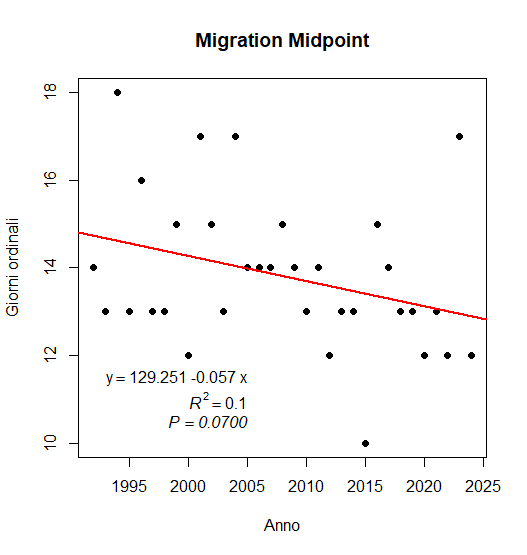 Migration Midpoint
Giorni ordinali
18
16
14
12
10
y = 129.251 -0.057 x
R² = 0.1
P = 0.0700
1995 2000 2005 2010 2015 2020 2025
Anno